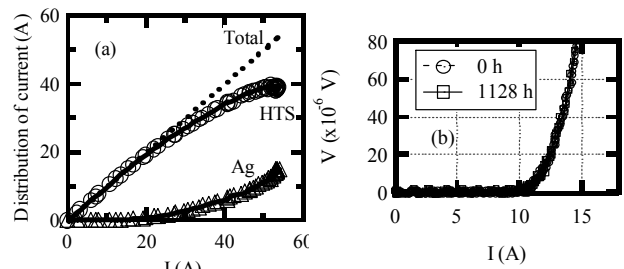 60
40
20
0
Distribution of current (A)
(a)
Total
HTS
Ag
0 20 40 60
I (A)
80
60
40
20
0
V (x10-6 V)
0 h
1128 h
(b)
0 5 10 15
I (A)